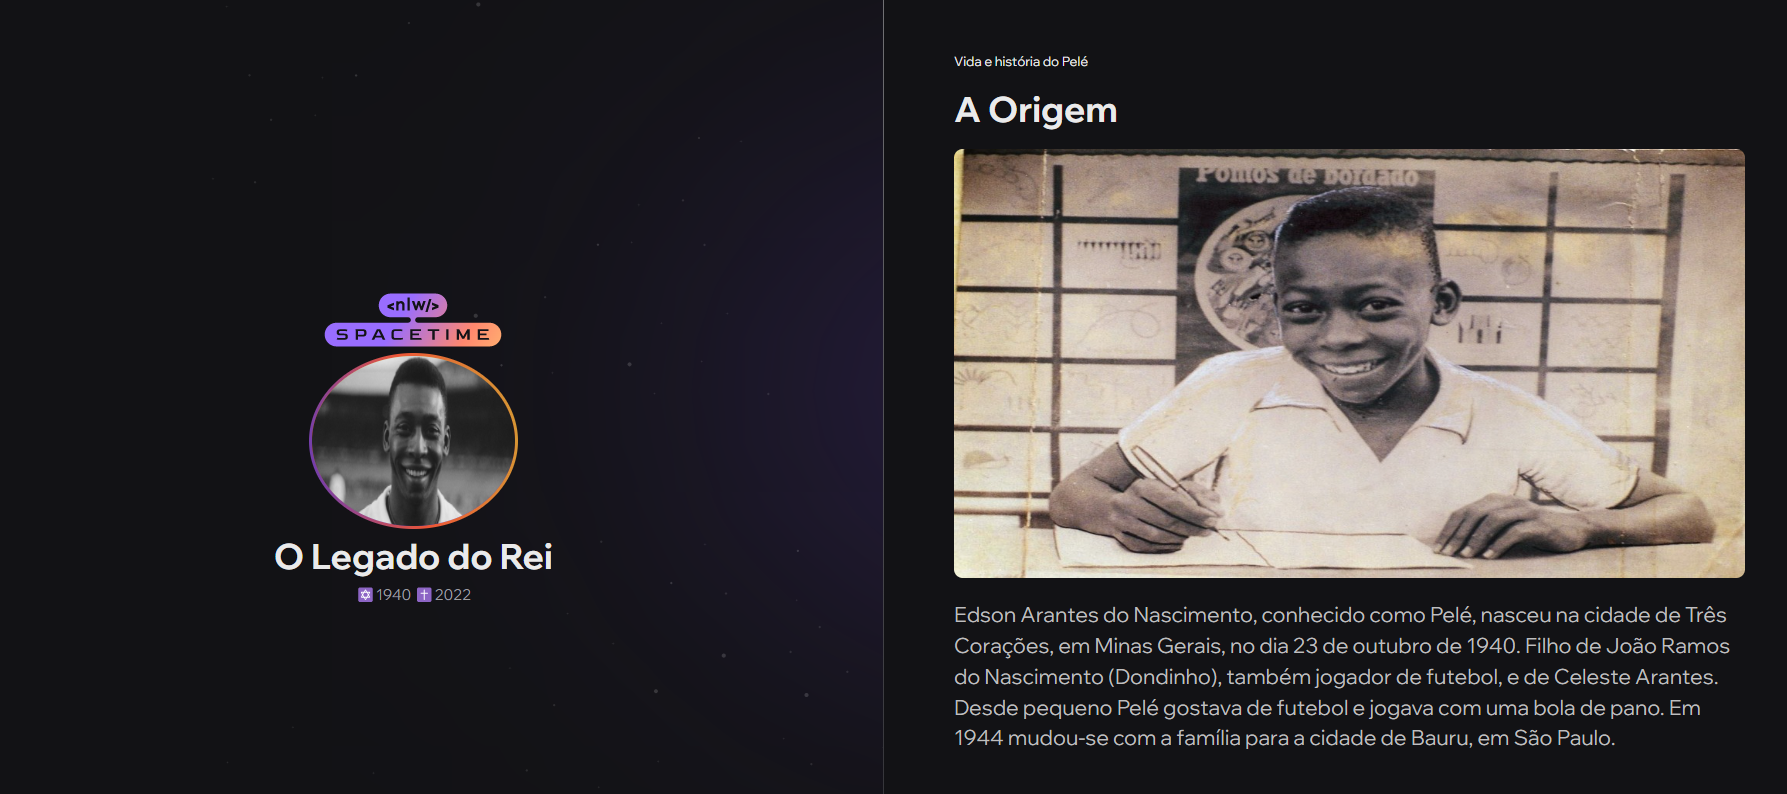 <nlw/>
SPACETIME
O Legado do Rei
✡ 1940 ✝ 2022
Vida e história do Pelé
A Origem
Pontos de bordado
Edson Arantes do Nascimento, conhecido como Pelé, nasceu na cidade de Três
Corações, em Minas Gerais, no dia 23 de outubro de 1940. Filho de João Ramos
do Nascimento (Dondinho), também jogador de futebol, e de Celeste Arantes.
Desde pequeno Pelé gostava de futebol e jogava com uma bola de pano. Em
1944 mudou-se com a família para a cidade de Bauru, em São Paulo.